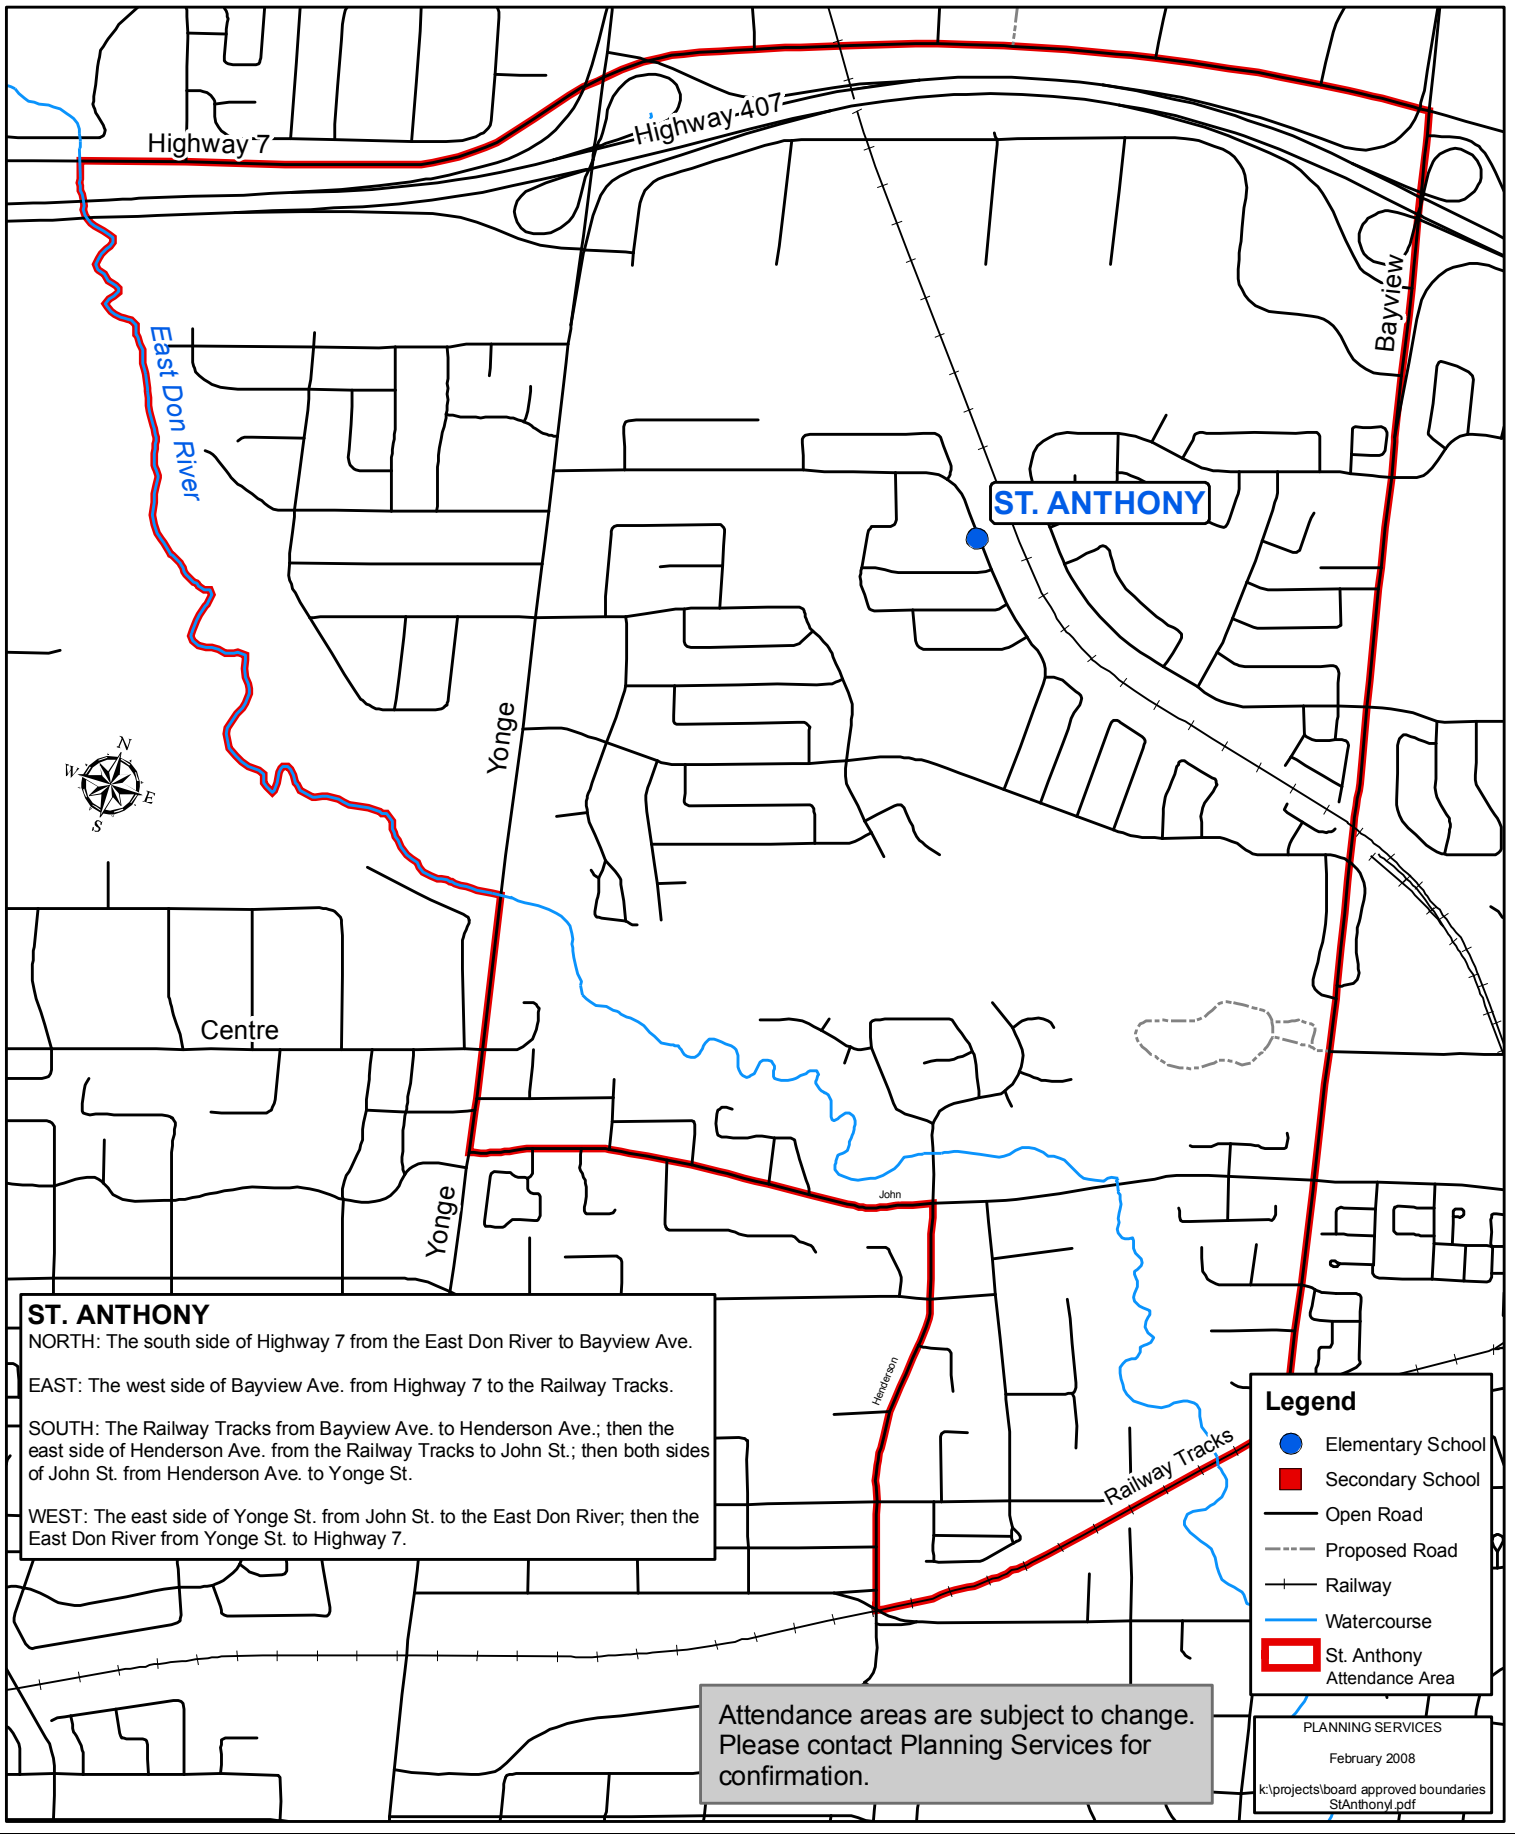 Highway 7
Highway 407
East Don River
Bayview
ST. ANTHONY
Yonge
N
W
E
S
Centre
John
Yonge
Henderson
Railway Tracks
ST. ANTHONY
NORTH: The south side of Highway 7 from the East Don River to Bayview Ave.
EAST: The west side of Bayview Ave. from Highway 7 to the Railway Tracks.
SOUTH: The Railway Tracks from Bayview Ave. to Henderson Ave.; then the
east side of Henderson Ave. from the Railway Tracks to John St.; then both sides
of John St. from Henderson Ave. to Yonge St.
WEST: The east side of Yonge St. from John St. to the East Don River; then the
East Don River from Yonge St. to Highway 7.
Legend
Elementary School
Secondary School
Open Road
Proposed Road
Railway
Watercourse
St. Anthony
Attendance Area
Attendance areas are subject to change.
Please contact Planning Services for
confirmation.
PLANNING SERVICES
February 2008
k:\projects\board approved boundaries
StAnthonyl.pdf